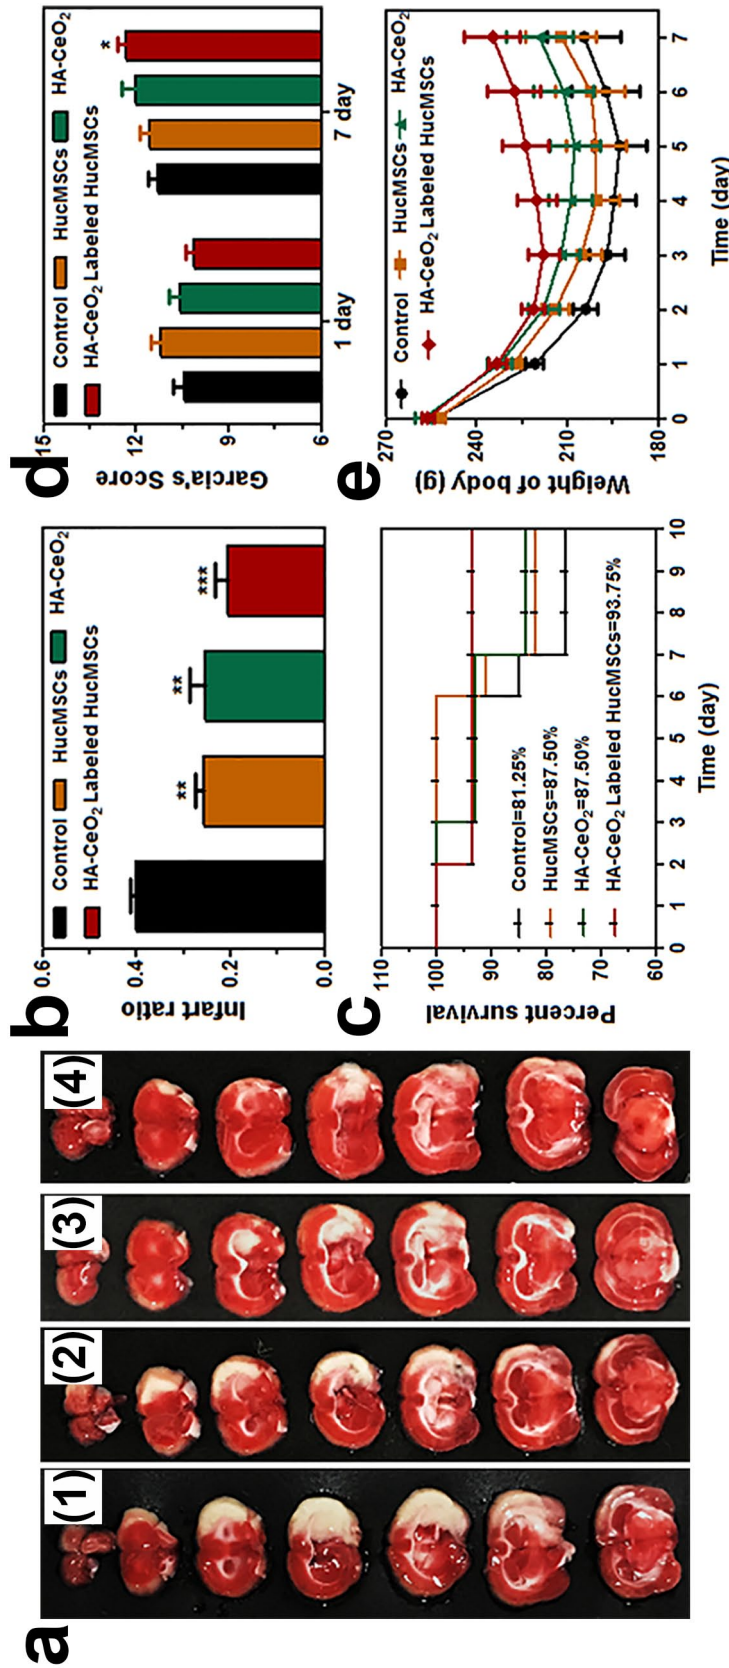 a
(1)
(2)
(3)
(4)
b
Control HucMSCs HA-CeO2
HA-CeO2 Labeled HucMSCs
Infart ratio
0.6
0.4
0.2
0.0
**
**
***
c
Percent survival
110
100
90
80
70
60
Control=81.25%
HucMSCs=87.50%
HA-CeO2=87.50%
HA-CeO2 Labeled HucMSCs=93.75%
0 1 2 3 4 5 6 7 8 9 10
Time (day)
d
Control HucMSCs HA-CeO2
HA-CeO2 Labeled HucMSCs
Garcia's Score
15
12
9
6
*
1 day 7 day
e
Control HucMSCs HA-CeO2
HA-CeO2 Labeled HucMSCs
Weight of body (g)
270
240
210
180
0 1 2 3 4 5 6 7
Time (day)